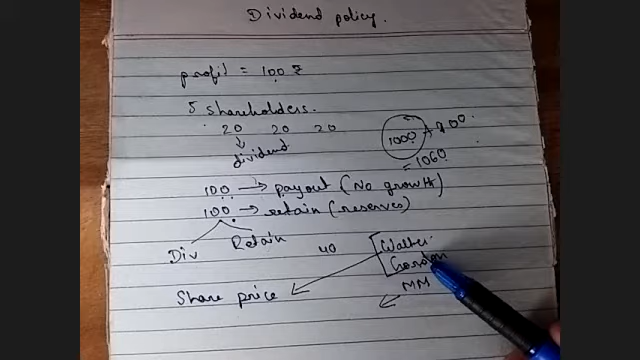 Dividend policy.
profit = 100 ₹
5 shareholders.
20 20 20
dividend
1000
= 1060
100 → payout (No growth)
100 → retain (reserves)
Div Retain 40
Walter
Gordon
Share price
MM